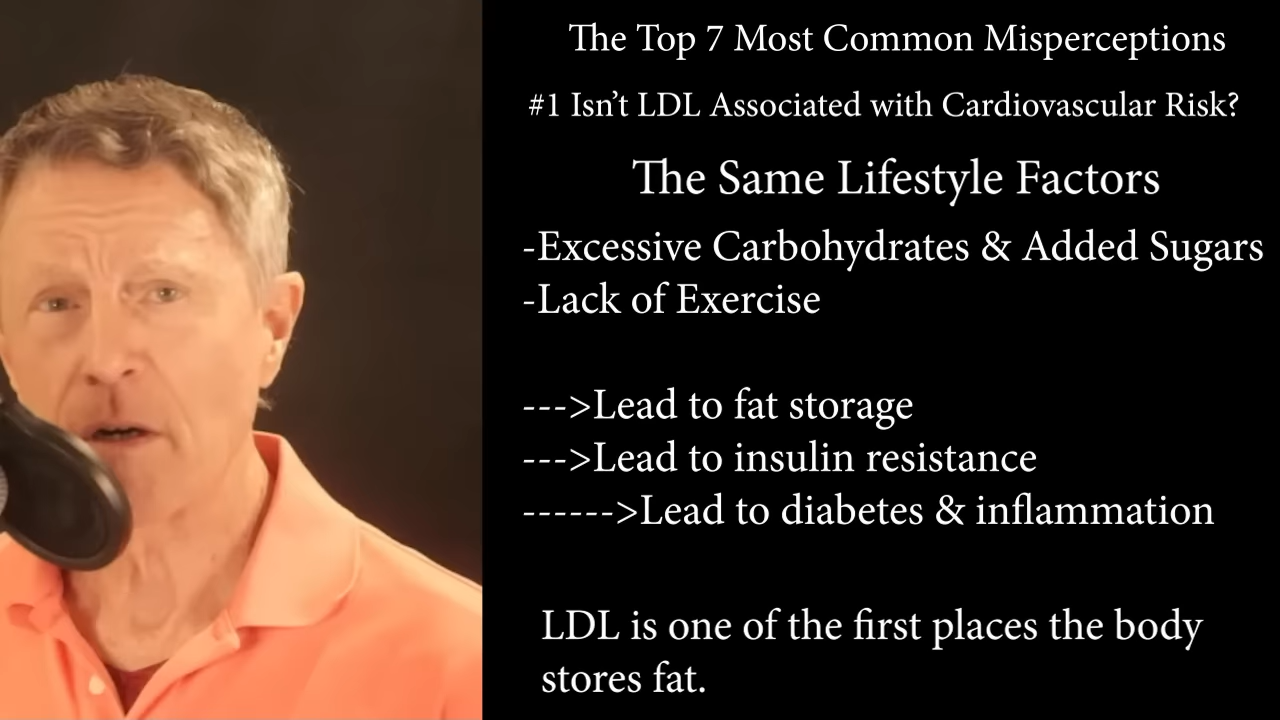 The Top 7 Most Common Misperceptions
#1 Isn’t LDL Associated with Cardiovascular Risk?
The Same Lifestyle Factors
-Excessive Carbohydrates & Added Sugars
-Lack of Exercise
--->Lead to fat storage
--->Lead to insulin resistance
------>Lead to diabetes & inflammation
LDL is one of the first places the body
stores fat.